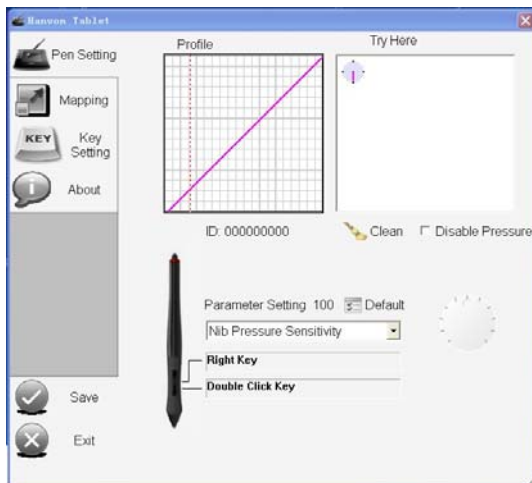 Hanvon Tablet
Pen Setting
Mapping
KEY
Key
Setting
About
Save
Exit
Profile
Try Here
ID: 000000000
Clean
Disable Pressure
Parameter Setting 100
Default
Nib Pressure Sensitivity
Right Key
Double Click Key